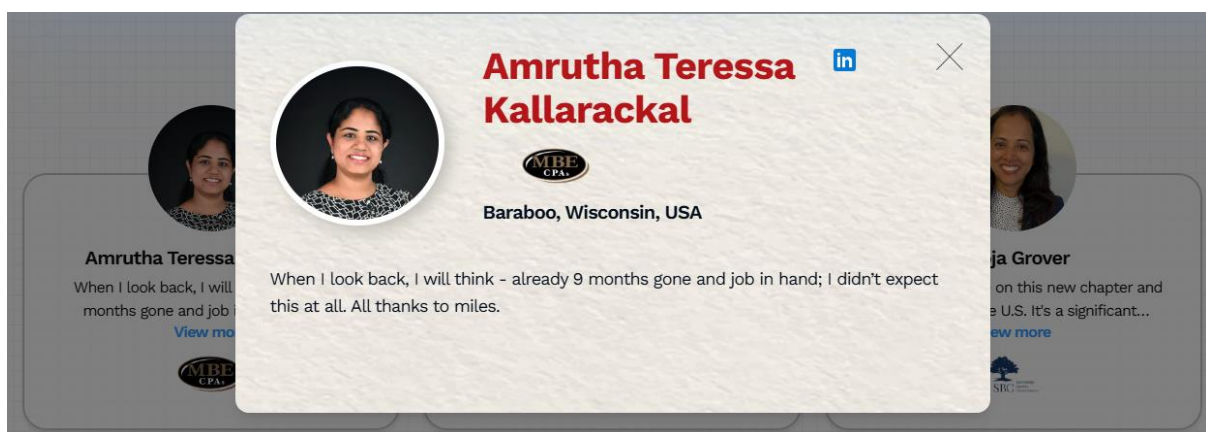 Amrutha Teressa
Kallarackal
in
MBE
CPAs
Baraboo, Wisconsin, USA
When I look back, I will think - already 9 months gone and job in hand; I didn’t expect
this at all. All thanks to miles.
Amrutha Teressa
When I look back, I will
months gone and job i
View mo
MBE
CPAs
ja Grover
on this new chapter and
e U.S. It's a significant...
ew more
SBC